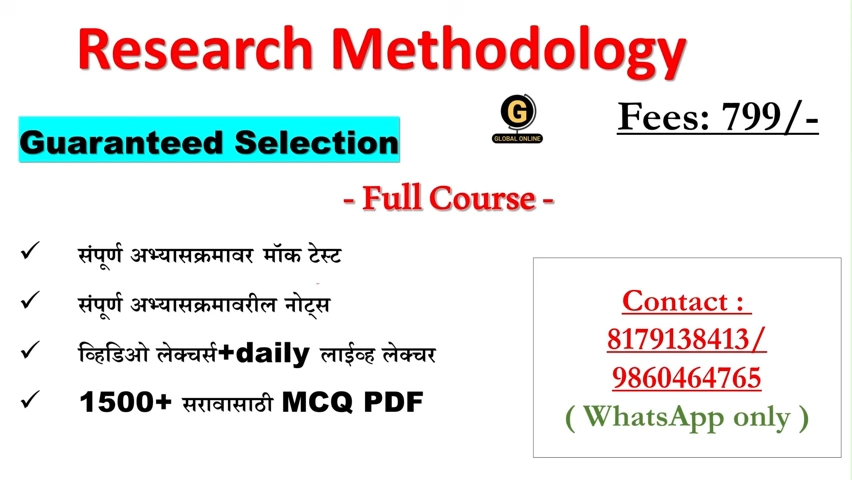 Research Methodology
G
GLOBAL ONLINE
Fees: 799/-
Guaranteed Selection
- Full Course -
✓ संपूर्ण अभ्यासक्रमावर मॉक टेस्ट
✓ संपूर्ण अभ्यासक्रमावरील नोट्स
✓ व्हिडिओ लेक्चर्स+daily लाईव्ह लेक्चर
✓ 1500+ सरावासाठी MCQ PDF
Contact :
8179138413/
9860464765
( WhatsApp only )